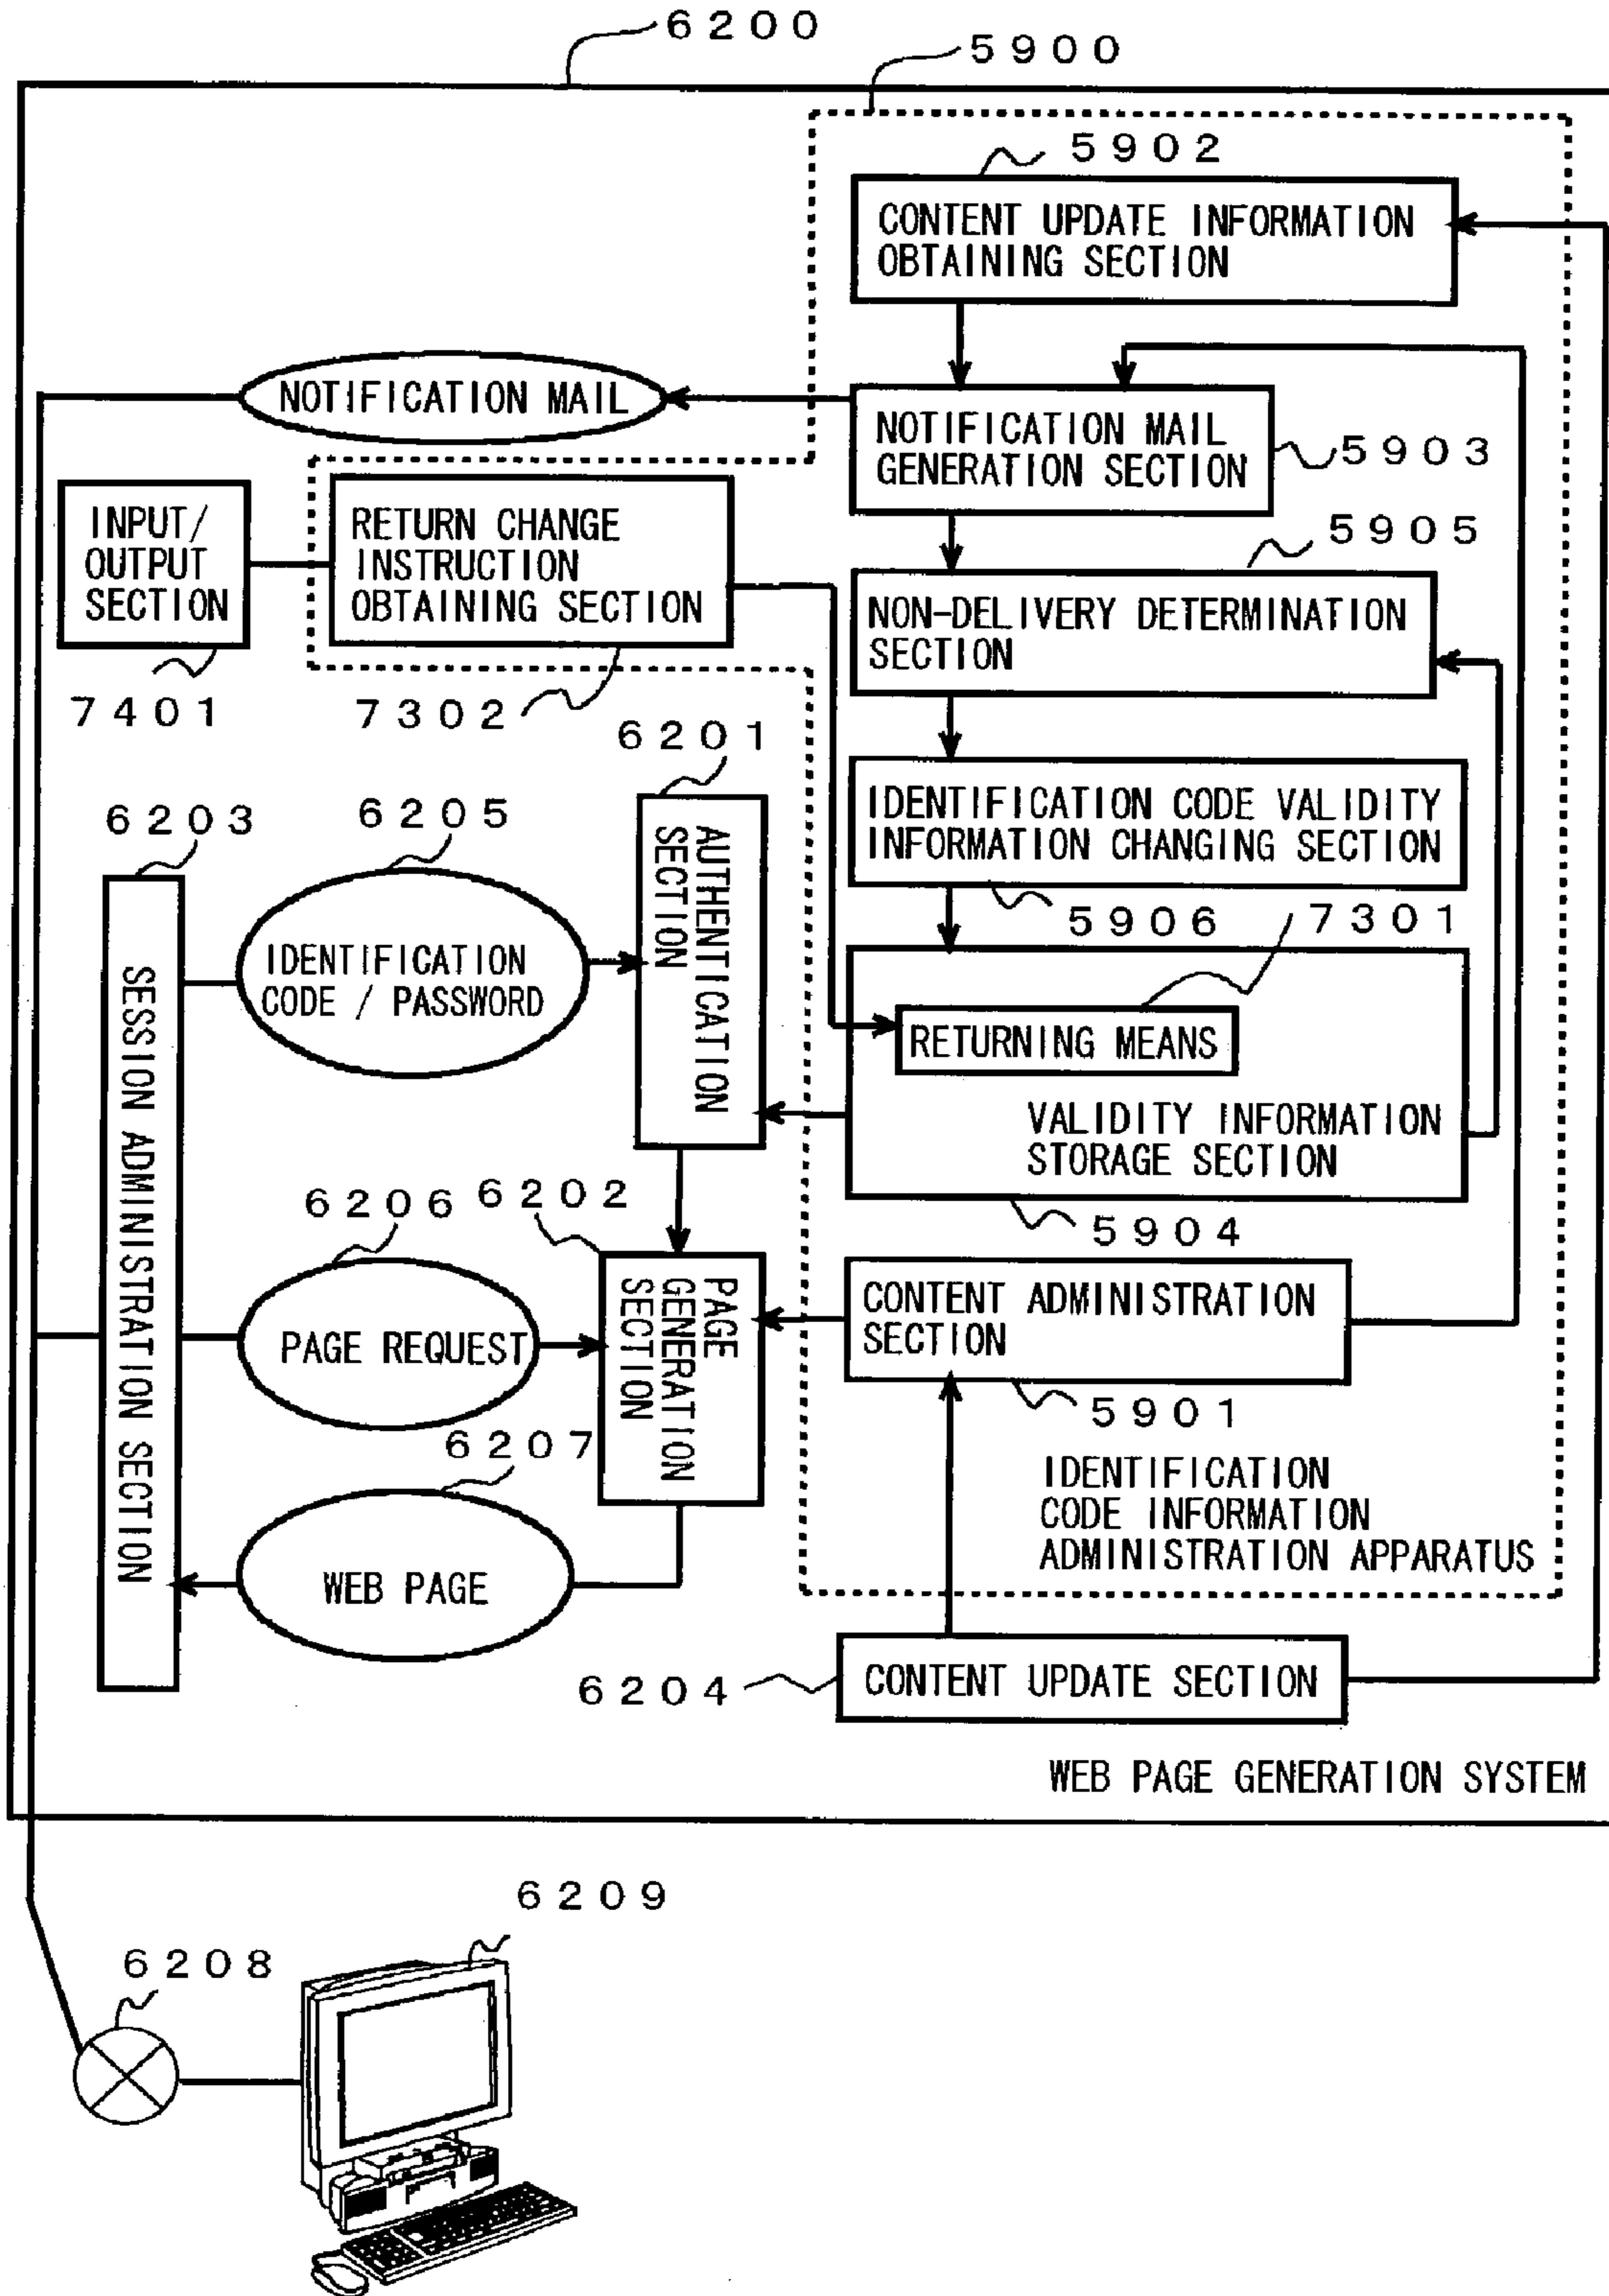 6200
5900
5902
CONTENT UPDATE INFORMATION
OBTAINING SECTION
NOTIFICATION MAIL
NOTIFICATION MAIL
GENERATION SECTION
5903
INPUT/
OUTPUT
SECTION
7401
RETURN CHANGE
INSTRUCTION
OBTAINING SECTION
7302
5905
NON-DELIVERY DETERMINATION
SECTION
6201
AUTHENTICATION
SECTION
IDENTIFICATION CODE VALIDITY
INFORMATION CHANGING SECTION
5906
7301
6203
SESSION ADMINISTRATION SECTION
6205
IDENTIFICATION
CODE / PASSWORD
RETURNING MEANS
VALIDITY INFORMATION
STORAGE SECTION
5904
6206
PAGE REQUEST
6202
PAGE
GENERATION
SECTION
CONTENT ADMINISTRATION
SECTION
5901
6207
WEB PAGE
IDENTIFICATION
CODE INFORMATION
ADMINISTRATION APPARATUS
6204
CONTENT UPDATE SECTION
WEB PAGE GENERATION SYSTEM
6209
6208